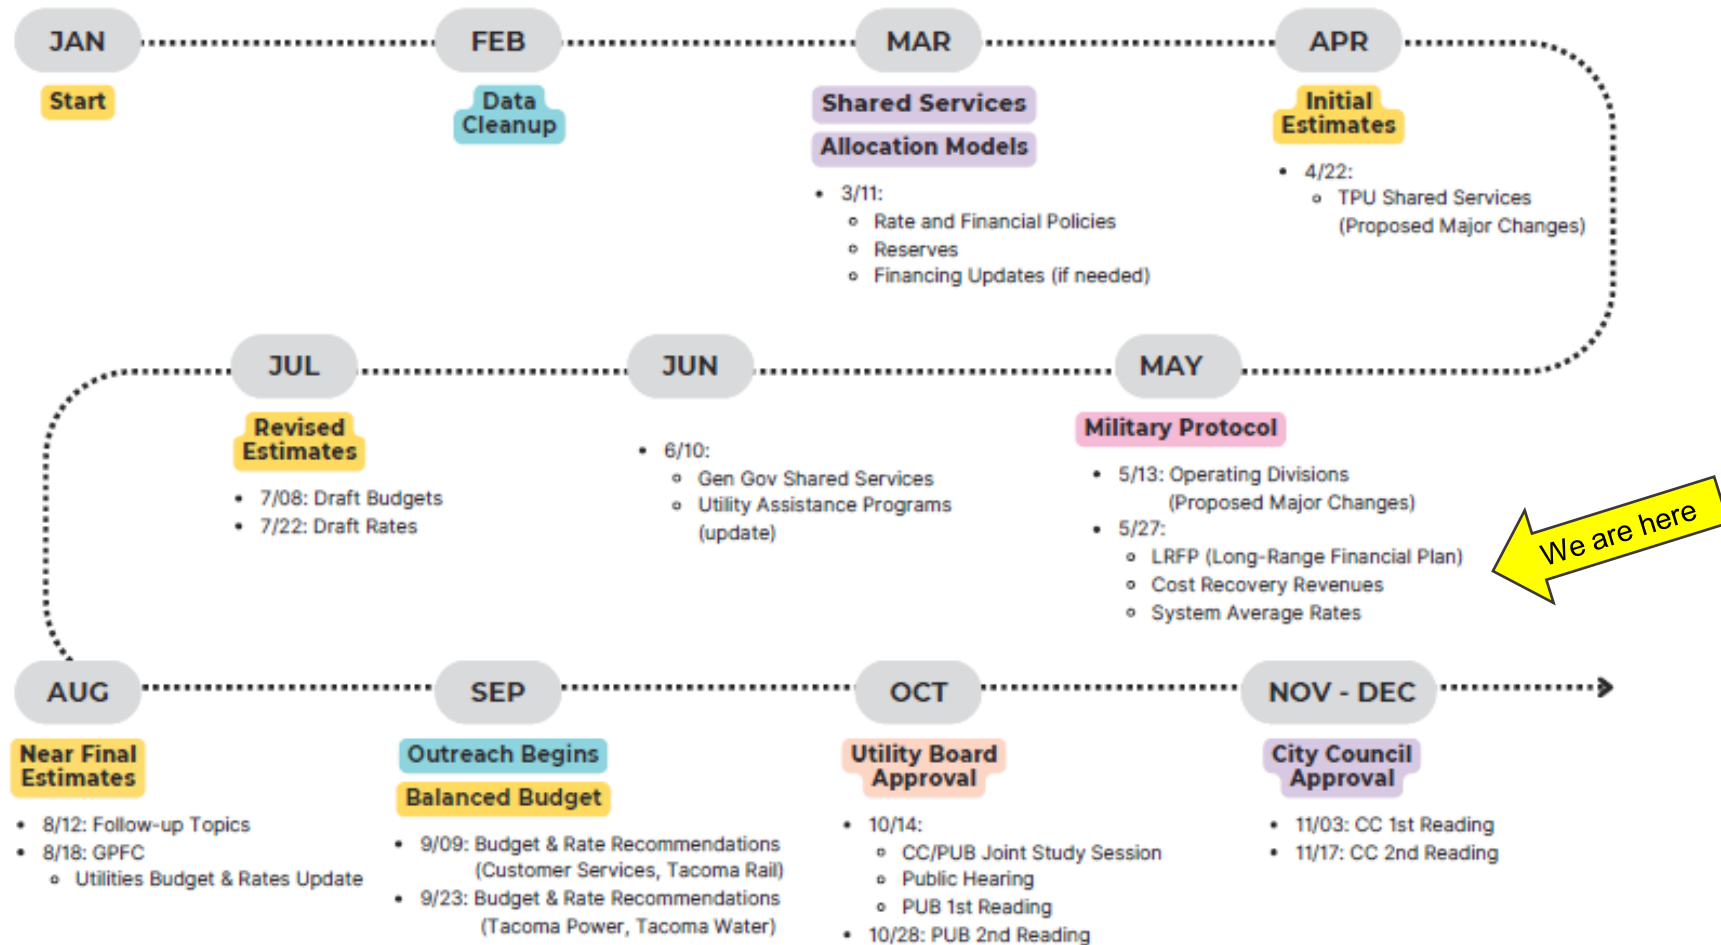 JAN
Start
FEB
Data
Cleanup
MAR
Shared Services
Allocation Models
• 3/11:
Rate and Financial Policies
Reserves
Financing Updates (if needed)
APR
Initial
Estimates
• 4/22:
TPU Shared Services
(Proposed Major Changes)
MAY
Military Protocol
• 5/13: Operating Divisions
(Proposed Major Changes)
• 5/27:
LRFP (Long-Range Financial Plan)
Cost Recovery Revenues
System Average Rates
We are here
JUN
• 6/10:
Gen Gov Shared Services
Utility Assistance Programs
(update)
JUL
Revised
Estimates
• 7/08: Draft Budgets
• 7/22: Draft Rates
AUG
Near Final
Estimates
• 8/12: Follow-up Topics
• 8/18: GPFC
Utilities Budget & Rates Update
SEP
Outreach Begins
Balanced Budget
• 9/09: Budget & Rate Recommendations
(Customer Services, Tacoma Rail)
• 9/23: Budget & Rate Recommendations
(Tacoma Power, Tacoma Water)
OCT
Utility Board
Approval
• 10/14:
CC/PUB Joint Study Session
Public Hearing
PUB 1st Reading
• 10/28: PUB 2nd Reading
NOV - DEC
City Council
Approval
• 11/03: CC 1st Reading
• 11/17: CC 2nd Reading